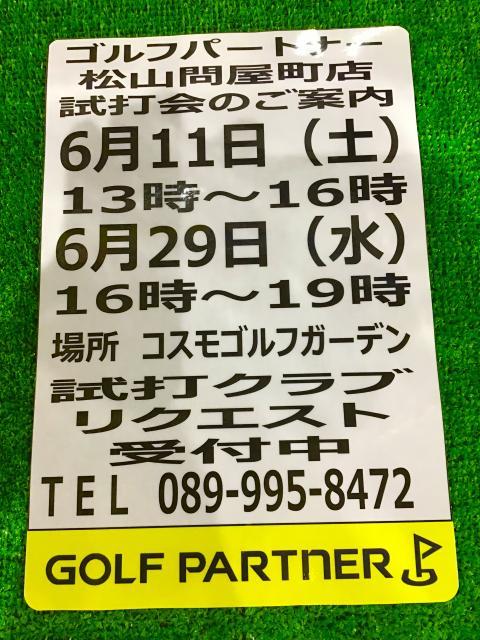 ゴルフパートナー
松山問屋町店
試打会のご案内
6月11日（土）
13時～16時
6月29日（水）
16時～19時
場所 コスモゴルフガーデン
試打クラブ
リクエスト
受付中
TEL 089-995-8472
GOLF PARTNER